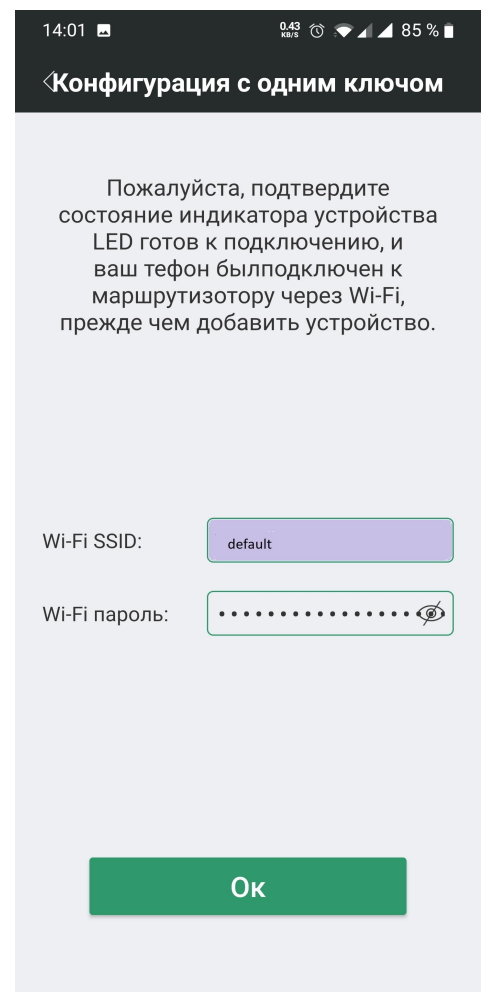 14:01 0.43 KB/S 85 %
Конфигурация с одним ключом
Пожалуйста, подтвердите
состояние индикатора устройства
LED готов к подключению, и
ваш тефон былподключен к
маршрутизотору через Wi-Fi,
прежде чем добавить устройство.
Wi-Fi SSID: default
Wi-Fi пароль: ••••••••••••••••
Ок